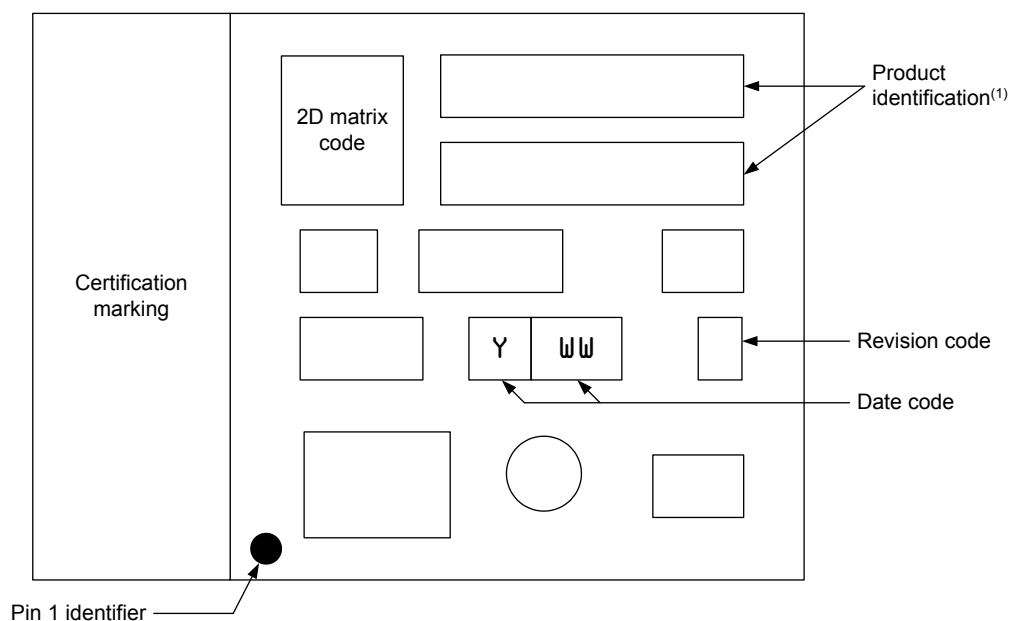 2D matrix
code
Product
identification(1)
Certification
marking
Y WW
Revision code
Date code
Pin 1 identifier